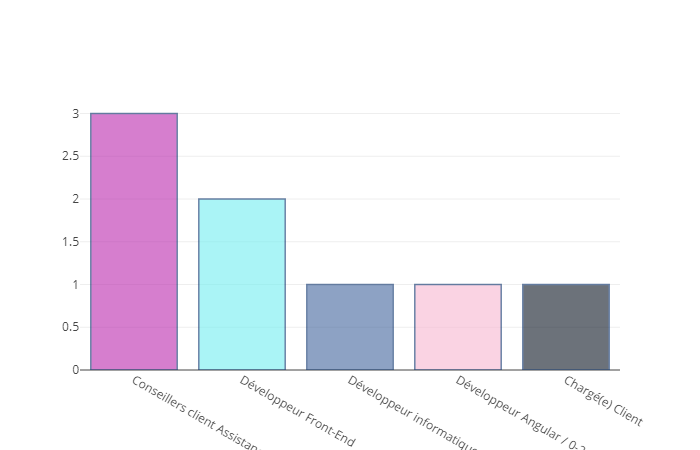 3
2.5
2
1.5
1
0.5
0
Conseillers client Assistan
Développeur Front-End
Développeur informatique
Développeur Angular / 0-2
Chargé(e) Client